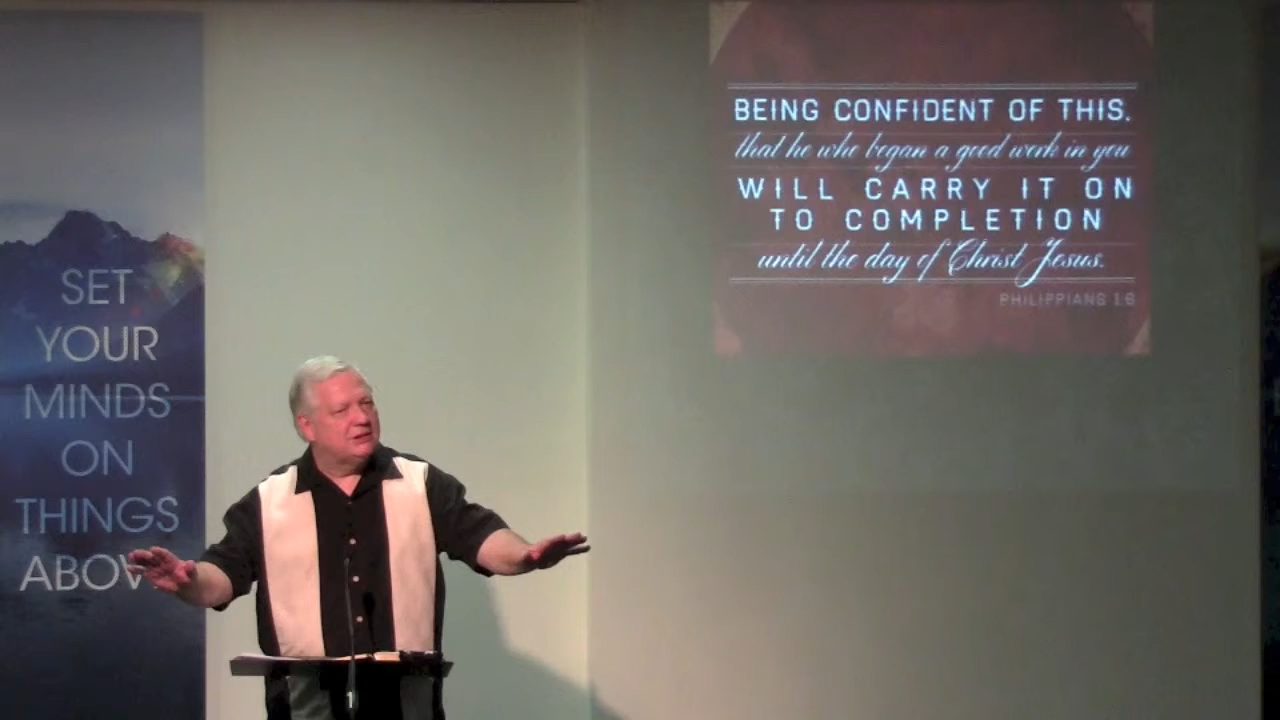 SET
YOUR
MINDS
ON
THINGS
ABOV
BEING CONFIDENT OF THIS,
that he who began a good work in you
WILL CARRY IT ON
TO COMPLETION
until the day of Christ Jesus.
PHILIPPIANS 1:6